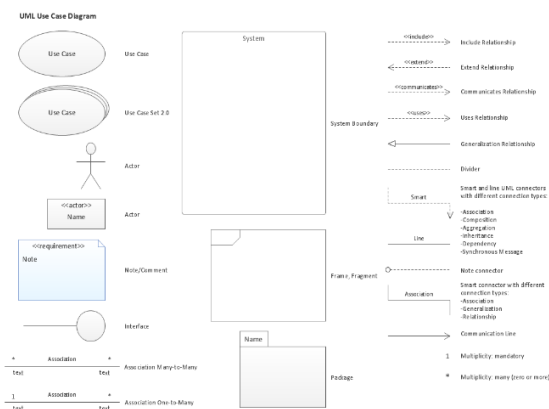 UML Use Case Diagram
Use Case
Use Case
Use Case
Use Case Set 2.0
Actor
<<actor>>
Name
Actor
<<requirement>>
Note
Note/Comment
Interface
* Association *
text text
Association Many-to-Many
1 Association *
text text
Association One-to-Many
System
System Boundary
Frame, Fragment
Name
Package
<<include>>
Include Relationship
<<extend>>
Extend Relationship
<<communicates>>
Communicates Relationship
<<uses>>
Uses Relationship
Generalization Relationship
Divider
Smart
Line
Smart and line UML connectors
with different connection types:
-Association
-Composition
-Aggregation
-Inheritance
-Dependency
-Synchronous Message
Note connector
Association
Smart connector with different
connection types:
-Association
-Generalization
-Relationship
Communication Line
1 Multiplicity: mandatory
* Multiplicity: many (zero or more)